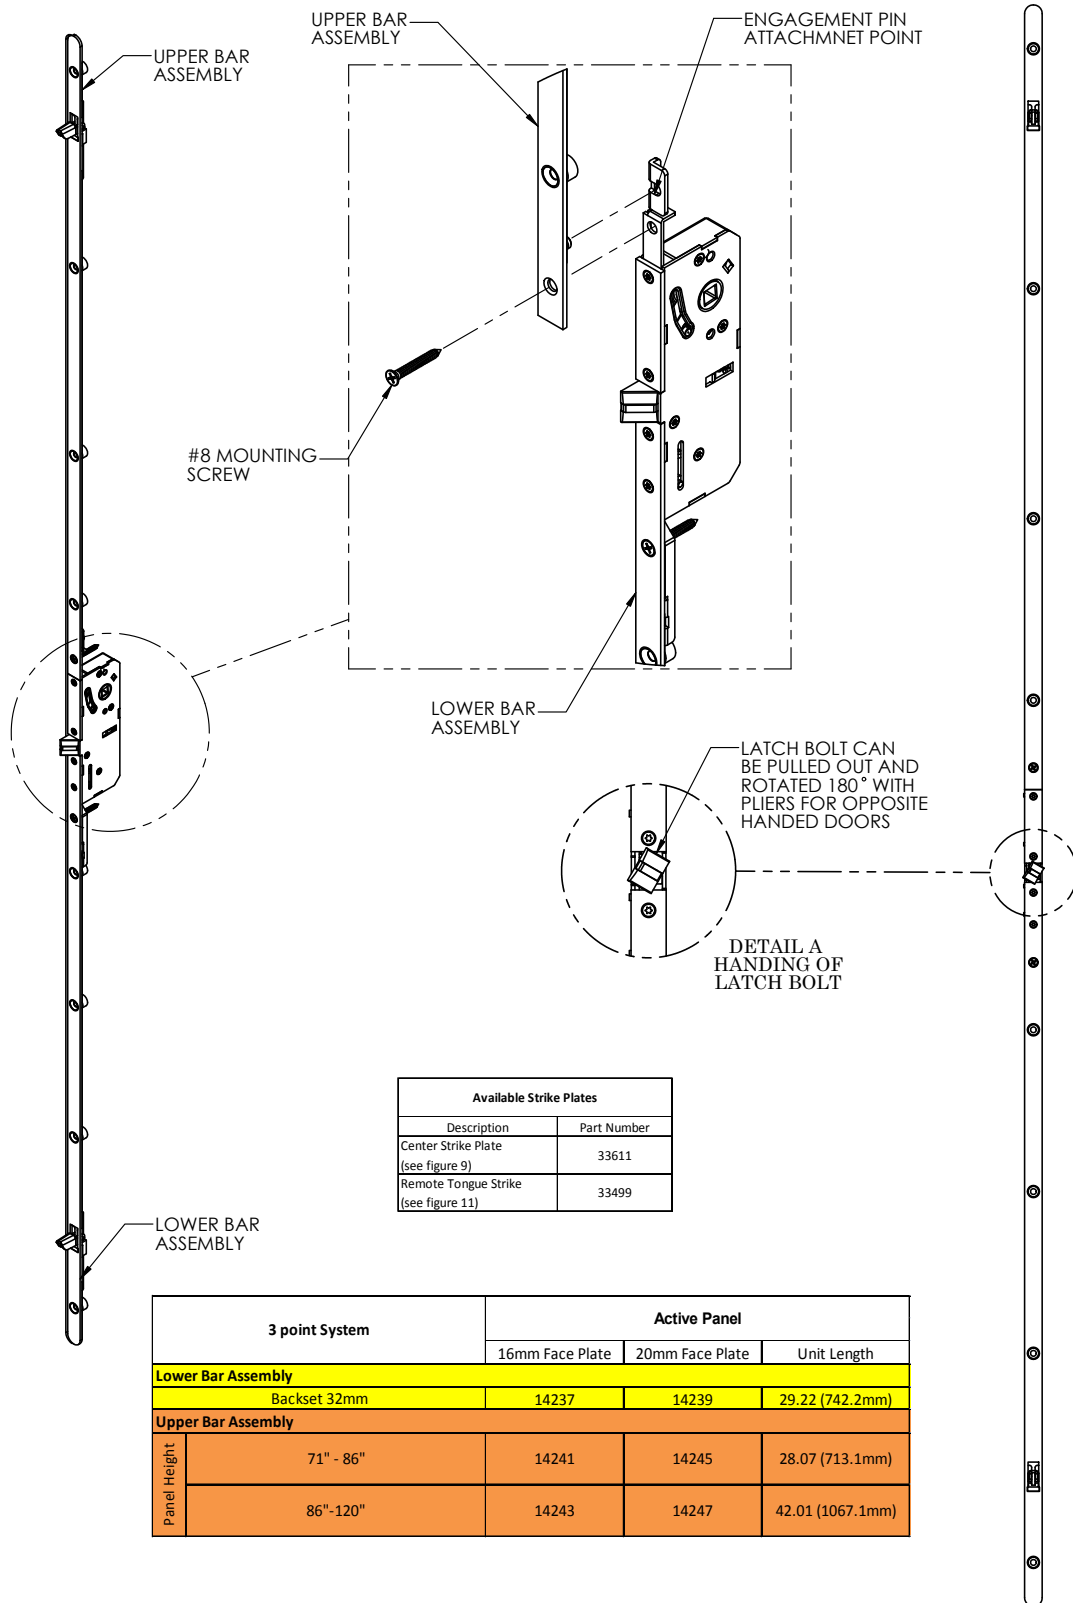 UPPER BAR
ASSEMBLY
UPPER BAR
ASSEMBLY
ENGAGEMENT PIN
ATTACHMNET POINT
#8 MOUNTING
SCREW
LOWER BAR
ASSEMBLY
LATCH BOLT CAN
BE PULLED OUT AND
ROTATED 180° WITH
PLIERS FOR OPPOSITE
HANDED DOORS
DETAIL A
HANDING OF
LATCH BOLT
Available Strike Plates
Description Part Number
Center Strike Plate
(see figure 9) 33611
Remote Tongue Strike
(see figure 11) 33499
LOWER BAR
ASSEMBLY
3 point System Active Panel
16mm Face Plate 20mm Face Plate Unit Length
Lower Bar Assembly
Backset 32mm 14237 14239 29.22 (742.2mm)
Upper Bar Assembly
Panel Height
71" - 86" 14241 14245 28.07 (713.1mm)
86"-120" 14243 14247 42.01 (1067.1mm)